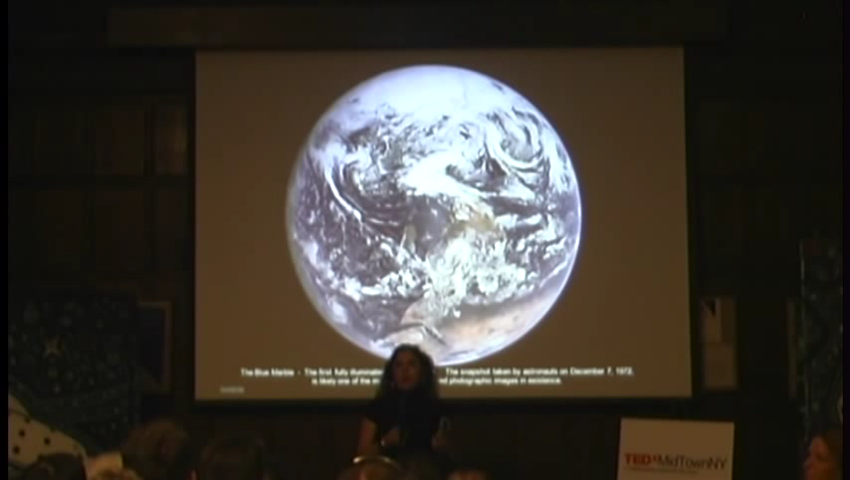 The Blue Marble - The first fully illuminated The snapshot taken by astronauts on December 7, 1972,
is likely one of the photographic images in existence.
TEDxMidTownNY